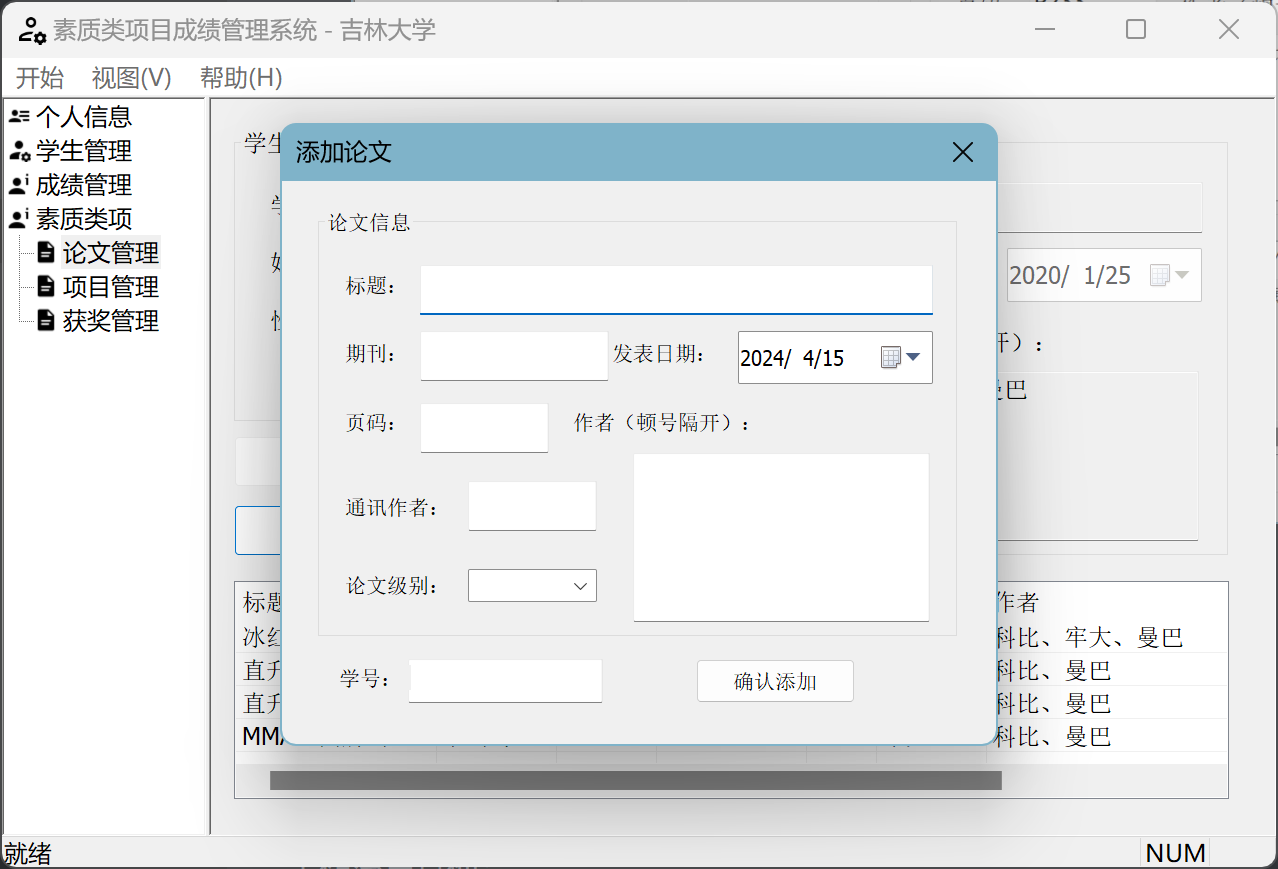 素质类项目成绩管理系统 - 吉林大学
开始 视图(V) 帮助(H)
个人信息
学生管理
成绩管理
素质类项
论文管理
项目管理
获奖管理
添加论文
论文信息
标题：
期刊： 发表日期： 2024/ 4/15
页码： 作者（顿号隔开）：
通讯作者：
论文级别：
学号： 确认添加
2020/ 1/25
开）：
曼巴
标题 作者
冰红 科比、牢大、曼巴
直升 科比、曼巴
直升 科比、曼巴
MMA 科比、曼巴
就绪 NUM